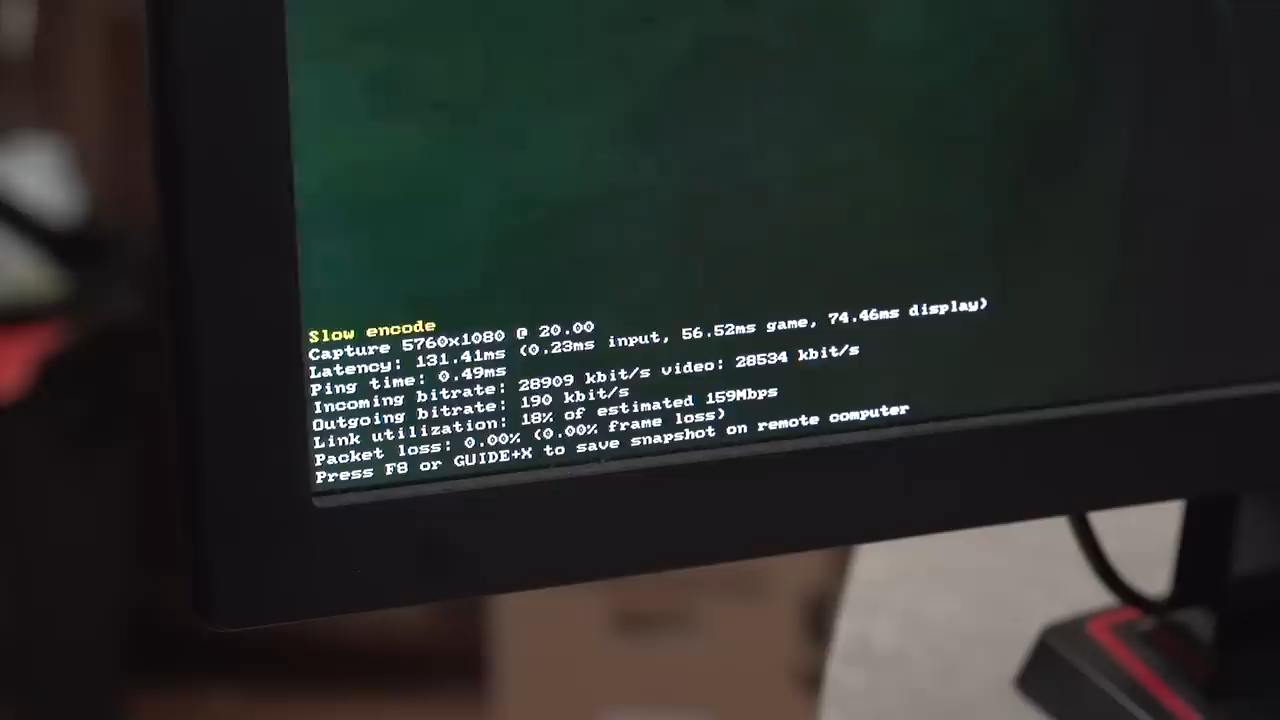 Slow encode
Capture 5760x1080 @ 20.00
Latency: 131.41ms (0.23ms input, 56.52ms game, 74.46ms display)
Ping time: 0.49ms
Incoming bitrate: 28909 kbit/s video: 28534 kbit/s
Outgoing bitrate: 190 kbit/s
Link utilization: 18% of estimated 159Mbps
Packet loss: 0.00% (0.00% frame loss)
Press F8 or GUIDE+X to save snapshot on remote computer